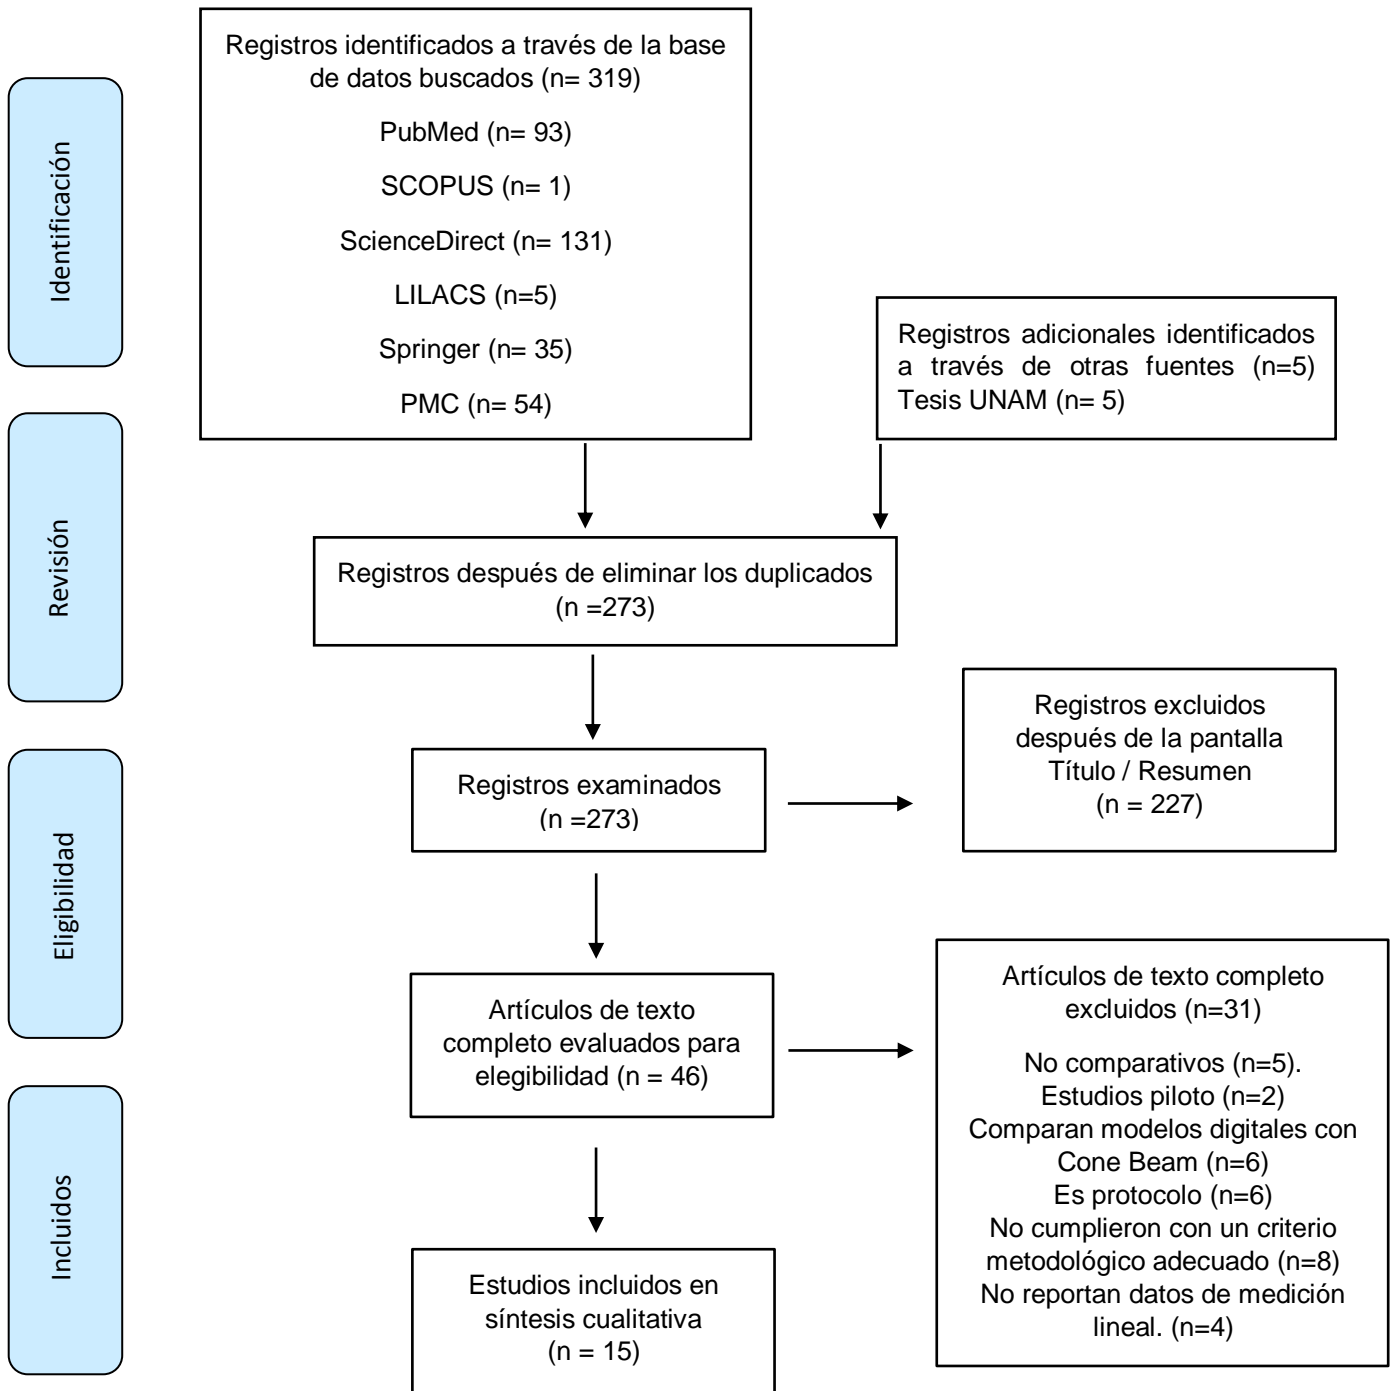 Identificación
Registros identificados a través de la base
de datos buscados (n= 319)
PubMed (n= 93)
SCOPUS (n= 1)
ScienceDirect (n= 131)
LILACS (n=5)
Springer (n= 35)
PMC (n= 54)
Registros adicionales identificados
a través de otras fuentes (n=5)
Tesis UNAM (n= 5)
Revisión
Registros después de eliminar los duplicados
(n =273)
Registros examinados
(n =273)
Registros excluidos
después de la pantalla
Título / Resumen
(n = 227)
Eligibilidad
Artículos de texto
completo evaluados para
elegibilidad (n = 46)
Artículos de texto completo
excluidos (n=31)
No comparativos (n=5).
Estudios piloto (n=2)
Comparan modelos digitales con
Cone Beam (n=6)
Es protocolo (n=6)
No cumplieron con un criterio
metodológico adecuado (n=8)
No reportan datos de medición
lineal. (n=4)
Incluidos
Estudios incluidos en
síntesis cualitativa
(n = 15)